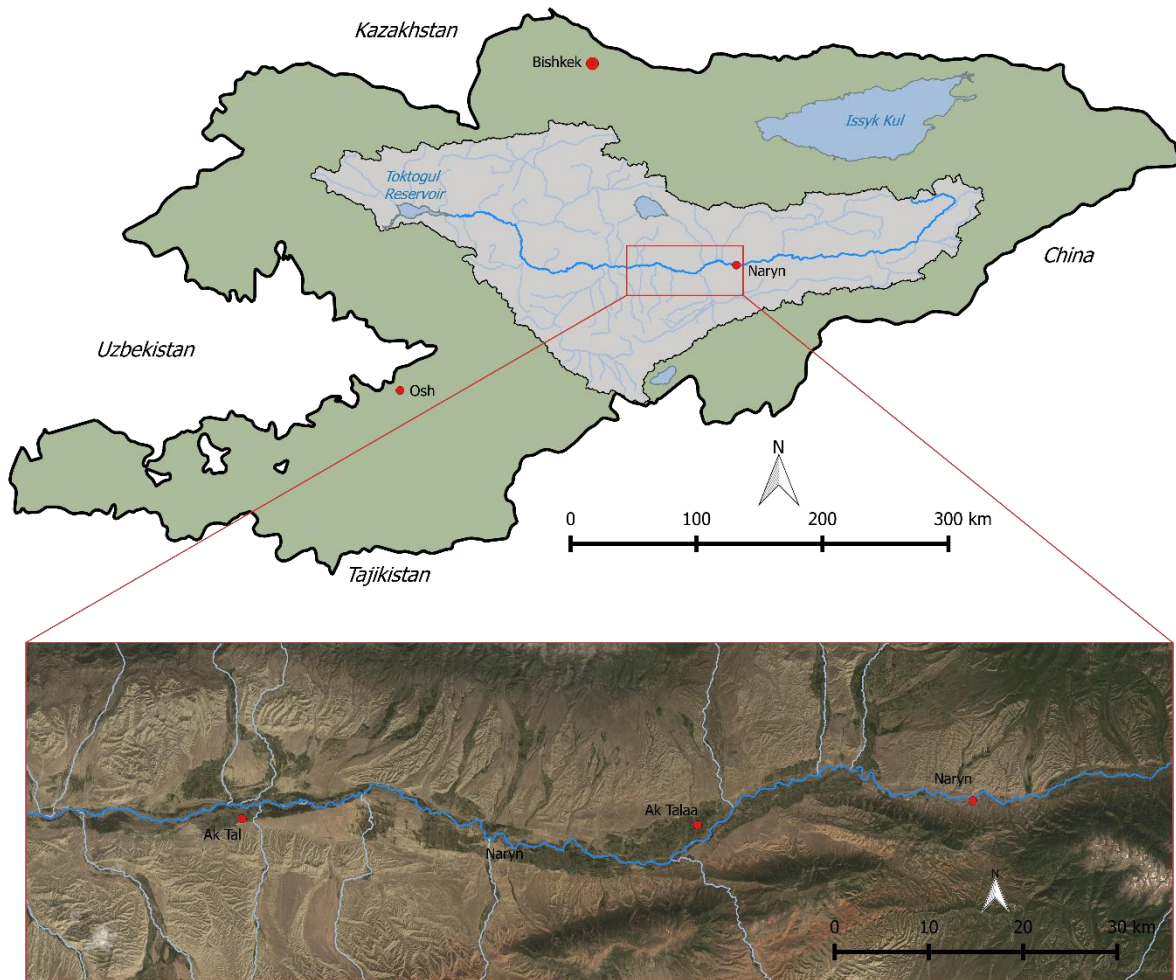 Kazakhstan
Bishkek
Issyk Kul
Toktogul
Reservoir
China
Naryn
Uzbekistan
Osh
N
0 100 200 300 km
Tajikistan
Naryn
Ak Talaa
Ak Tal
Naryn
N
0 10 20 30 km